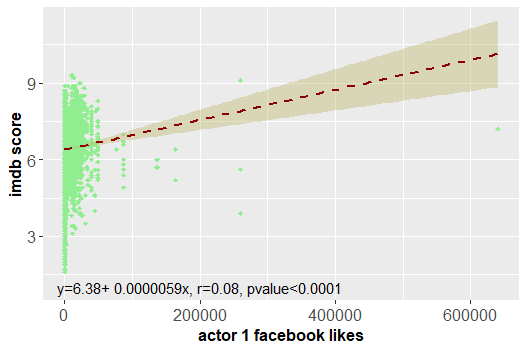 9
6
3
imdb score
y=6.38+ 0.0000059x, r=0.08, pvalue<0.0001
0 200000 400000 600000
actor 1 facebook likes